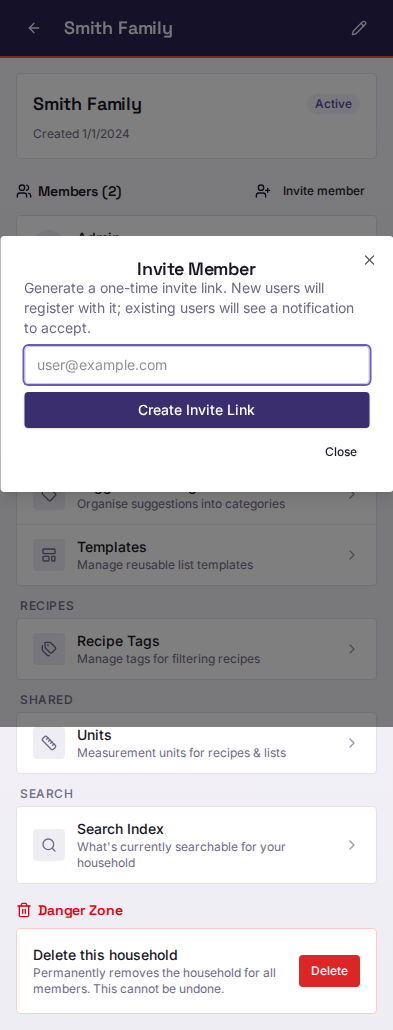 Smith Family
Smith Family
Active
Created 1/1/2024
Members (2)
Invite member
Admin
Invite Member
Generate a one-time invite link. New users will
register with it; existing users will see a notification
to accept.
user@example.com
Create Invite Link
Close
Organise suggestions into categories
Templates
Manage reusable list templates
RECIPES
Recipe Tags
Manage tags for filtering recipes
SHARED
Units
Measurement units for recipes & lists
SEARCH
Search Index
What's currently searchable for your
household
Danger Zone
Delete this household
Permanently removes the household for all
members. This cannot be undone.
Delete